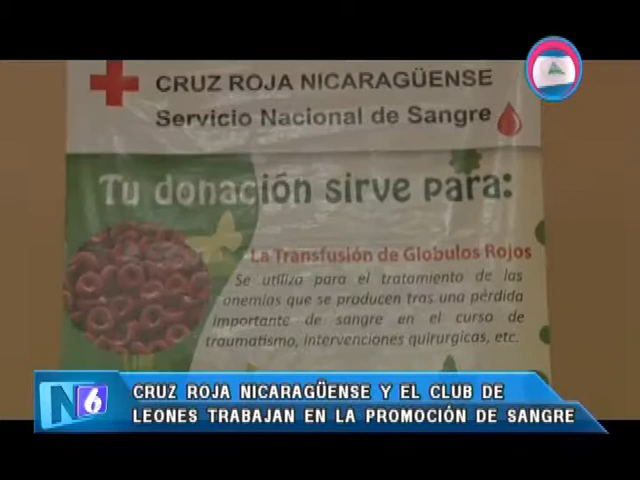 CRUZ ROJA NICARAGÜENSE
Servicio Nacional de Sangre
Tu donación sirve para:
La Transfusión de Globulos Rojos
Se utiliza para el tratamiento de las
anemias que se producen tras una pérdida
importante de sangre en el curso de
traumatismo, intervenciones quirurgicas, etc.
N6
CRUZ ROJA NICARAGÜENSE Y EL CLUB DE
LEONES TRABAJAN EN LA PROMOCIÓN DE SANGRE